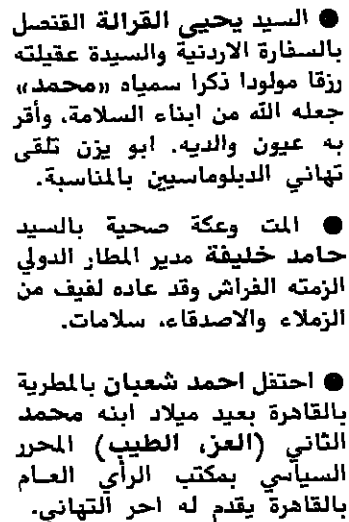 ● السيد يحيى القرالة القنصل
بالسفارة الاردنية والسيدة عقيلته
رزقا مولودا ذكرا سمياه «محمد»
جعله الله من ابناء السلامة، وأقر
به عيون والديه. ابو يزن تلقى
تهاني الدبلوماسيين بالمناسبة.
● المت وعكة صحية بالسيد
حامد خليفة مدير المطار الدولي
الزمته الفراش وقد عاده لفيف من
الزملاء والاصدقاء، سلامات.
● احتفل احمد شعبان بالمطرية
بالقاهرة بعيد ميلاد ابنه محمد
الثاني (العز، الطيب) المحرر
السياسي بمكتب الرأي العام
بالقاهرة يقدم له احر التهاني.